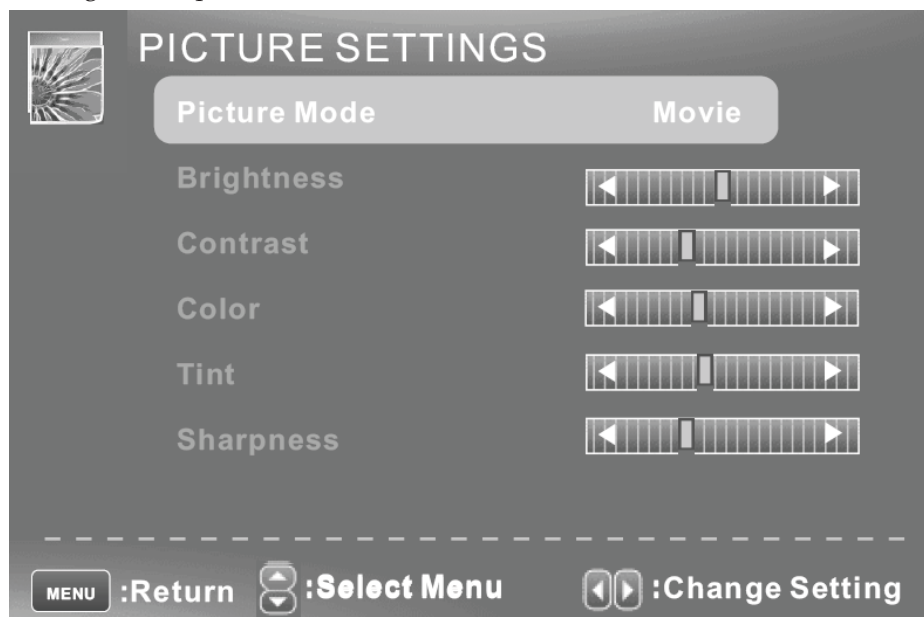 PICTURE SETTINGS
Picture Mode Movie
Brightness
Contrast
Color
Tint
Sharpness
MENU :Return :Select Menu :Change Setting